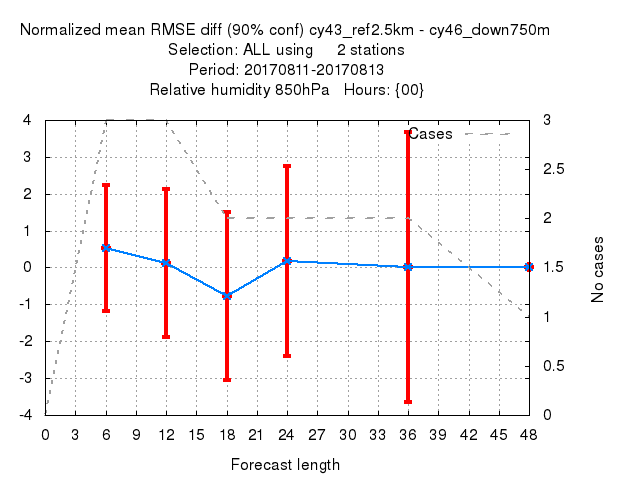 Normalized mean RMSE diff (90% conf) cy43_ref2.5km - cy46_down750m
Selection: ALL using 2 stations
Period: 20170811-20170813
Relative humidity 850hPa Hours: {00}
Cases
4
3
2
1
0
-1
-2
-3
-4
3
2.5
2
1.5
1
0.5
0
No cases
0 3 6 9 12 15 18 21 24 27 30 33 36 39 42 45 48
Forecast length